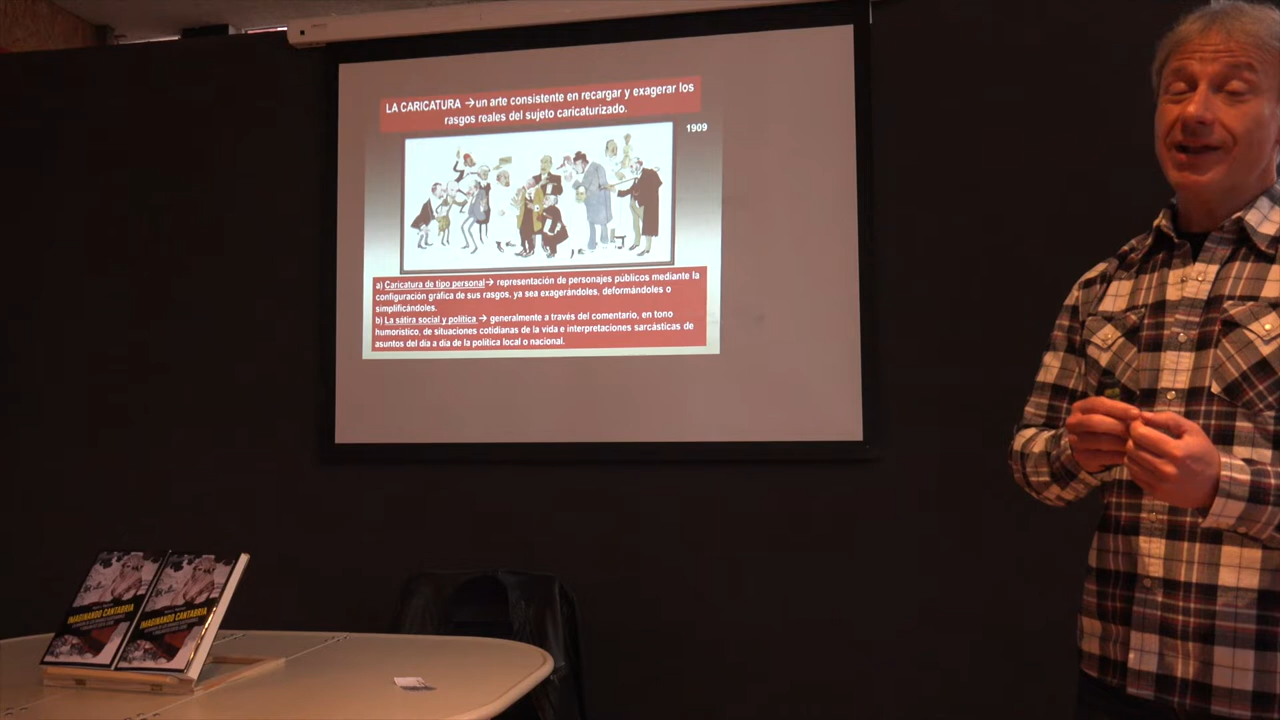 LA CARICATURA →un arte consistente en recargar y exagerar los
rasgos reales del sujeto caricaturizado.
1909
a) Caricatura de tipo personal→ representación de personajes públicos mediante la
configuración gráfica de sus rasgos, ya sea exagerándoles, deformándoles o
simplificándoles.
b) La sátira social y política → generalmente a través del comentario, en tono
humorístico, de situaciones cotidianas de la vida e interpretaciones sarcásticas de
asuntos del día a día de la política local o nacional.
IMAGINANDO CANTABRIA
IMAGINANDO CANTABRIA